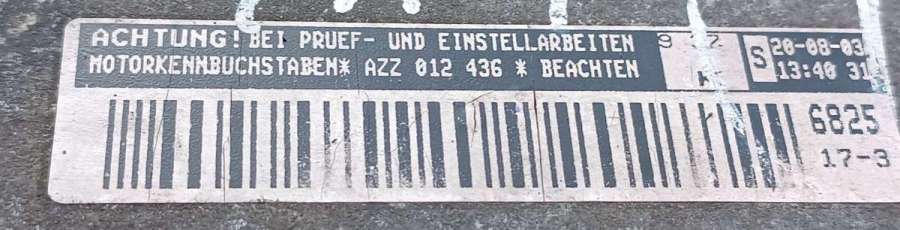 ACHTUNG! BEI PRUEF- UND EINSTELLARBEITEN
MOTORKENNBUCHSTABEN* AZZ 012 436 * BEACHTEN
S
20-08-03
13:40 31
6825
17-3